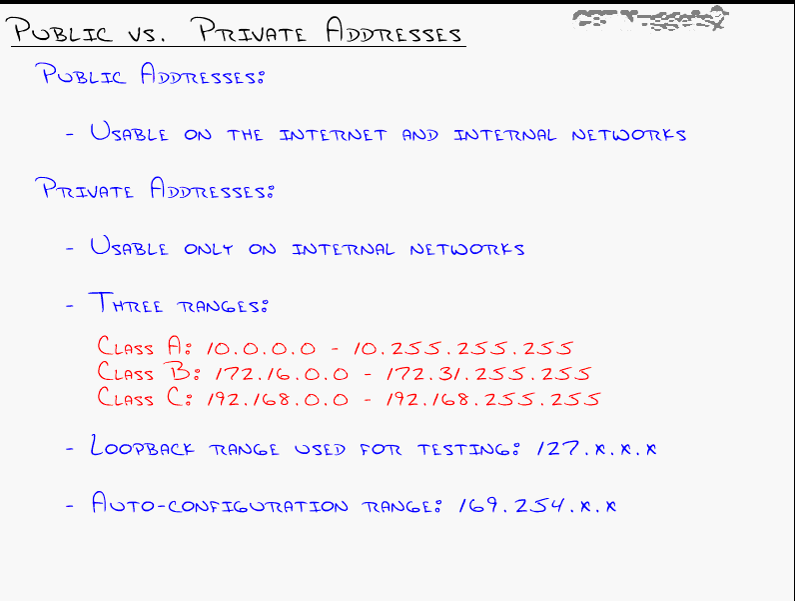 Public vs. Private Addresses
Public Addresses:
- Usable on the internet and internal networks
Private Addresses:
- Usable only on internal networks
- Three ranges:
Class A: 10.0.0.0 - 10.255.255.255
Class B: 172.16.0.0 - 172.31.255.255
Class C: 192.168.0.0 - 192.168.255.255
- Loopback range used for testing: 127.x.x.x
- Auto-configuration range: 169.254.x.x